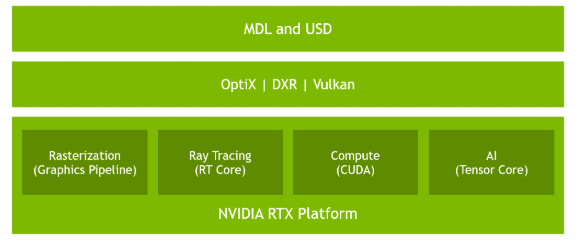 MDL and USD
OptiX | DXR | Vulkan
Rasterization
(Graphics Pipeline)
Ray Tracing
(RT Core)
Compute
(CUDA)
AI
(Tensor Core)
NVIDIA RTX Platform